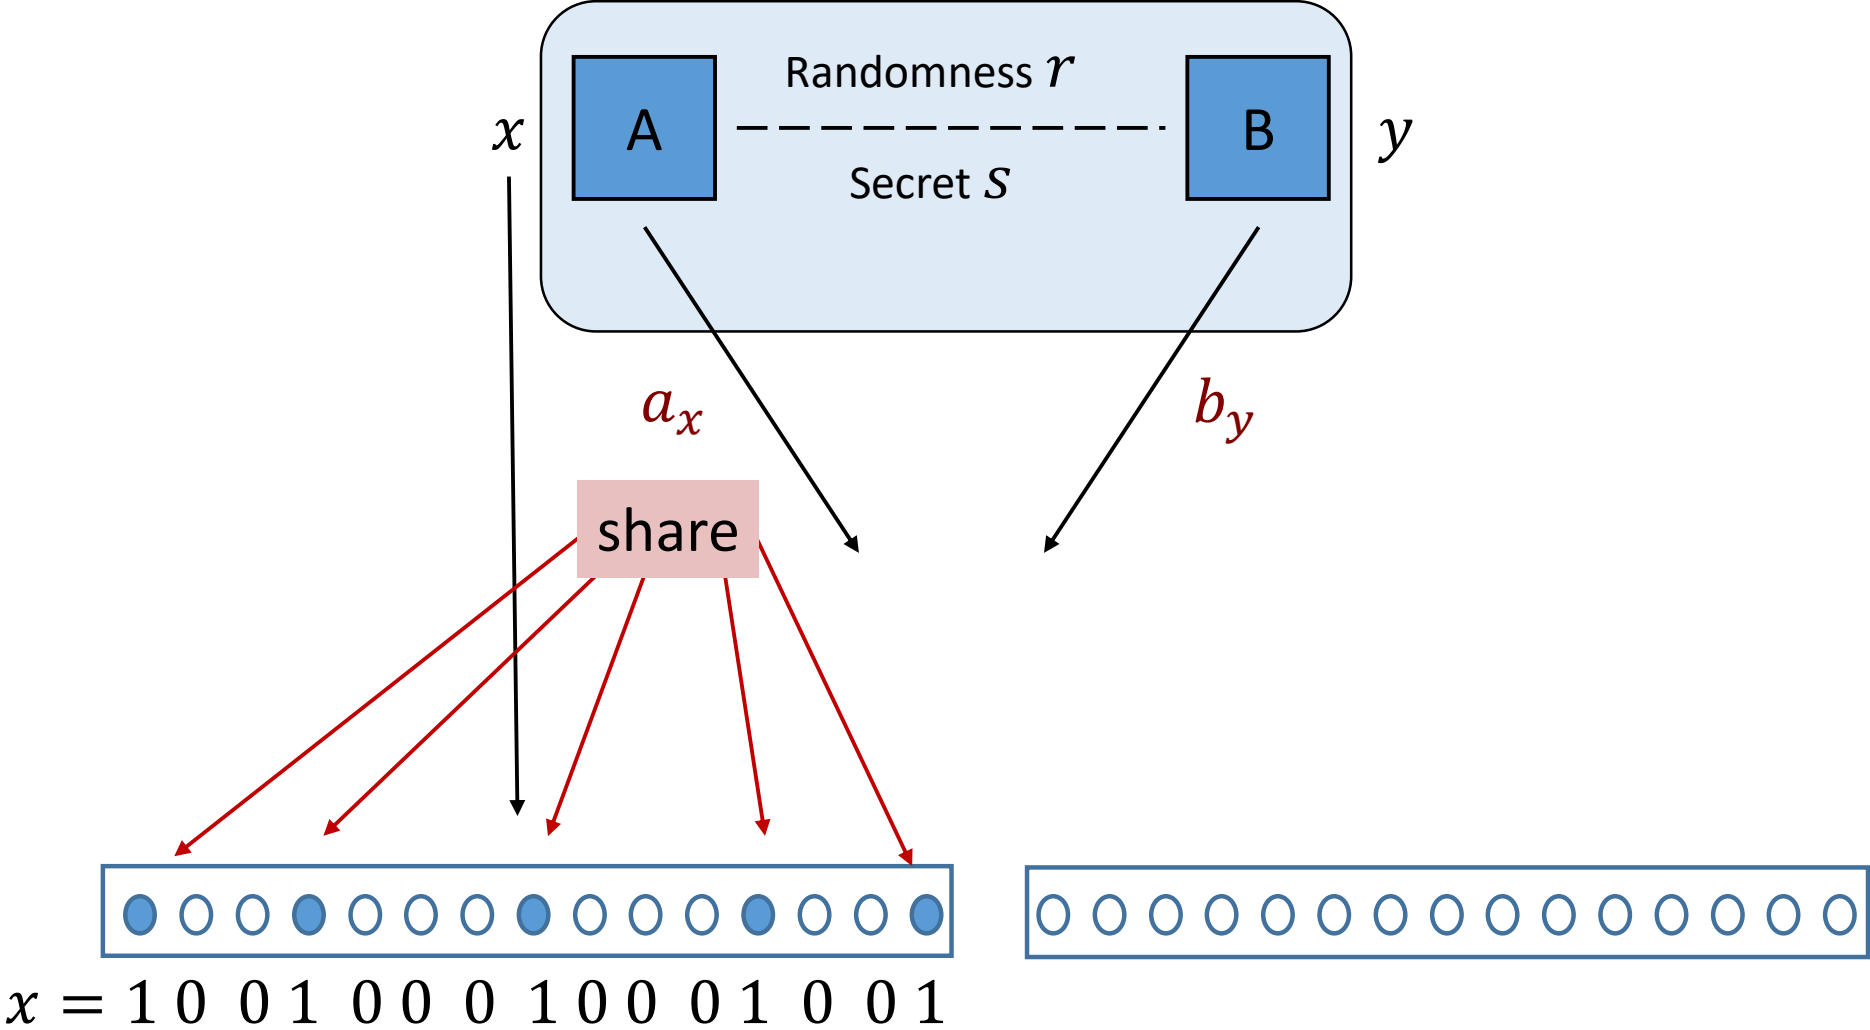 Randomness r
x A B y
Secret s
a_x b_y
share
x = 1 0 0 1 0 0 0 1 0 0 0 1 0 0 1